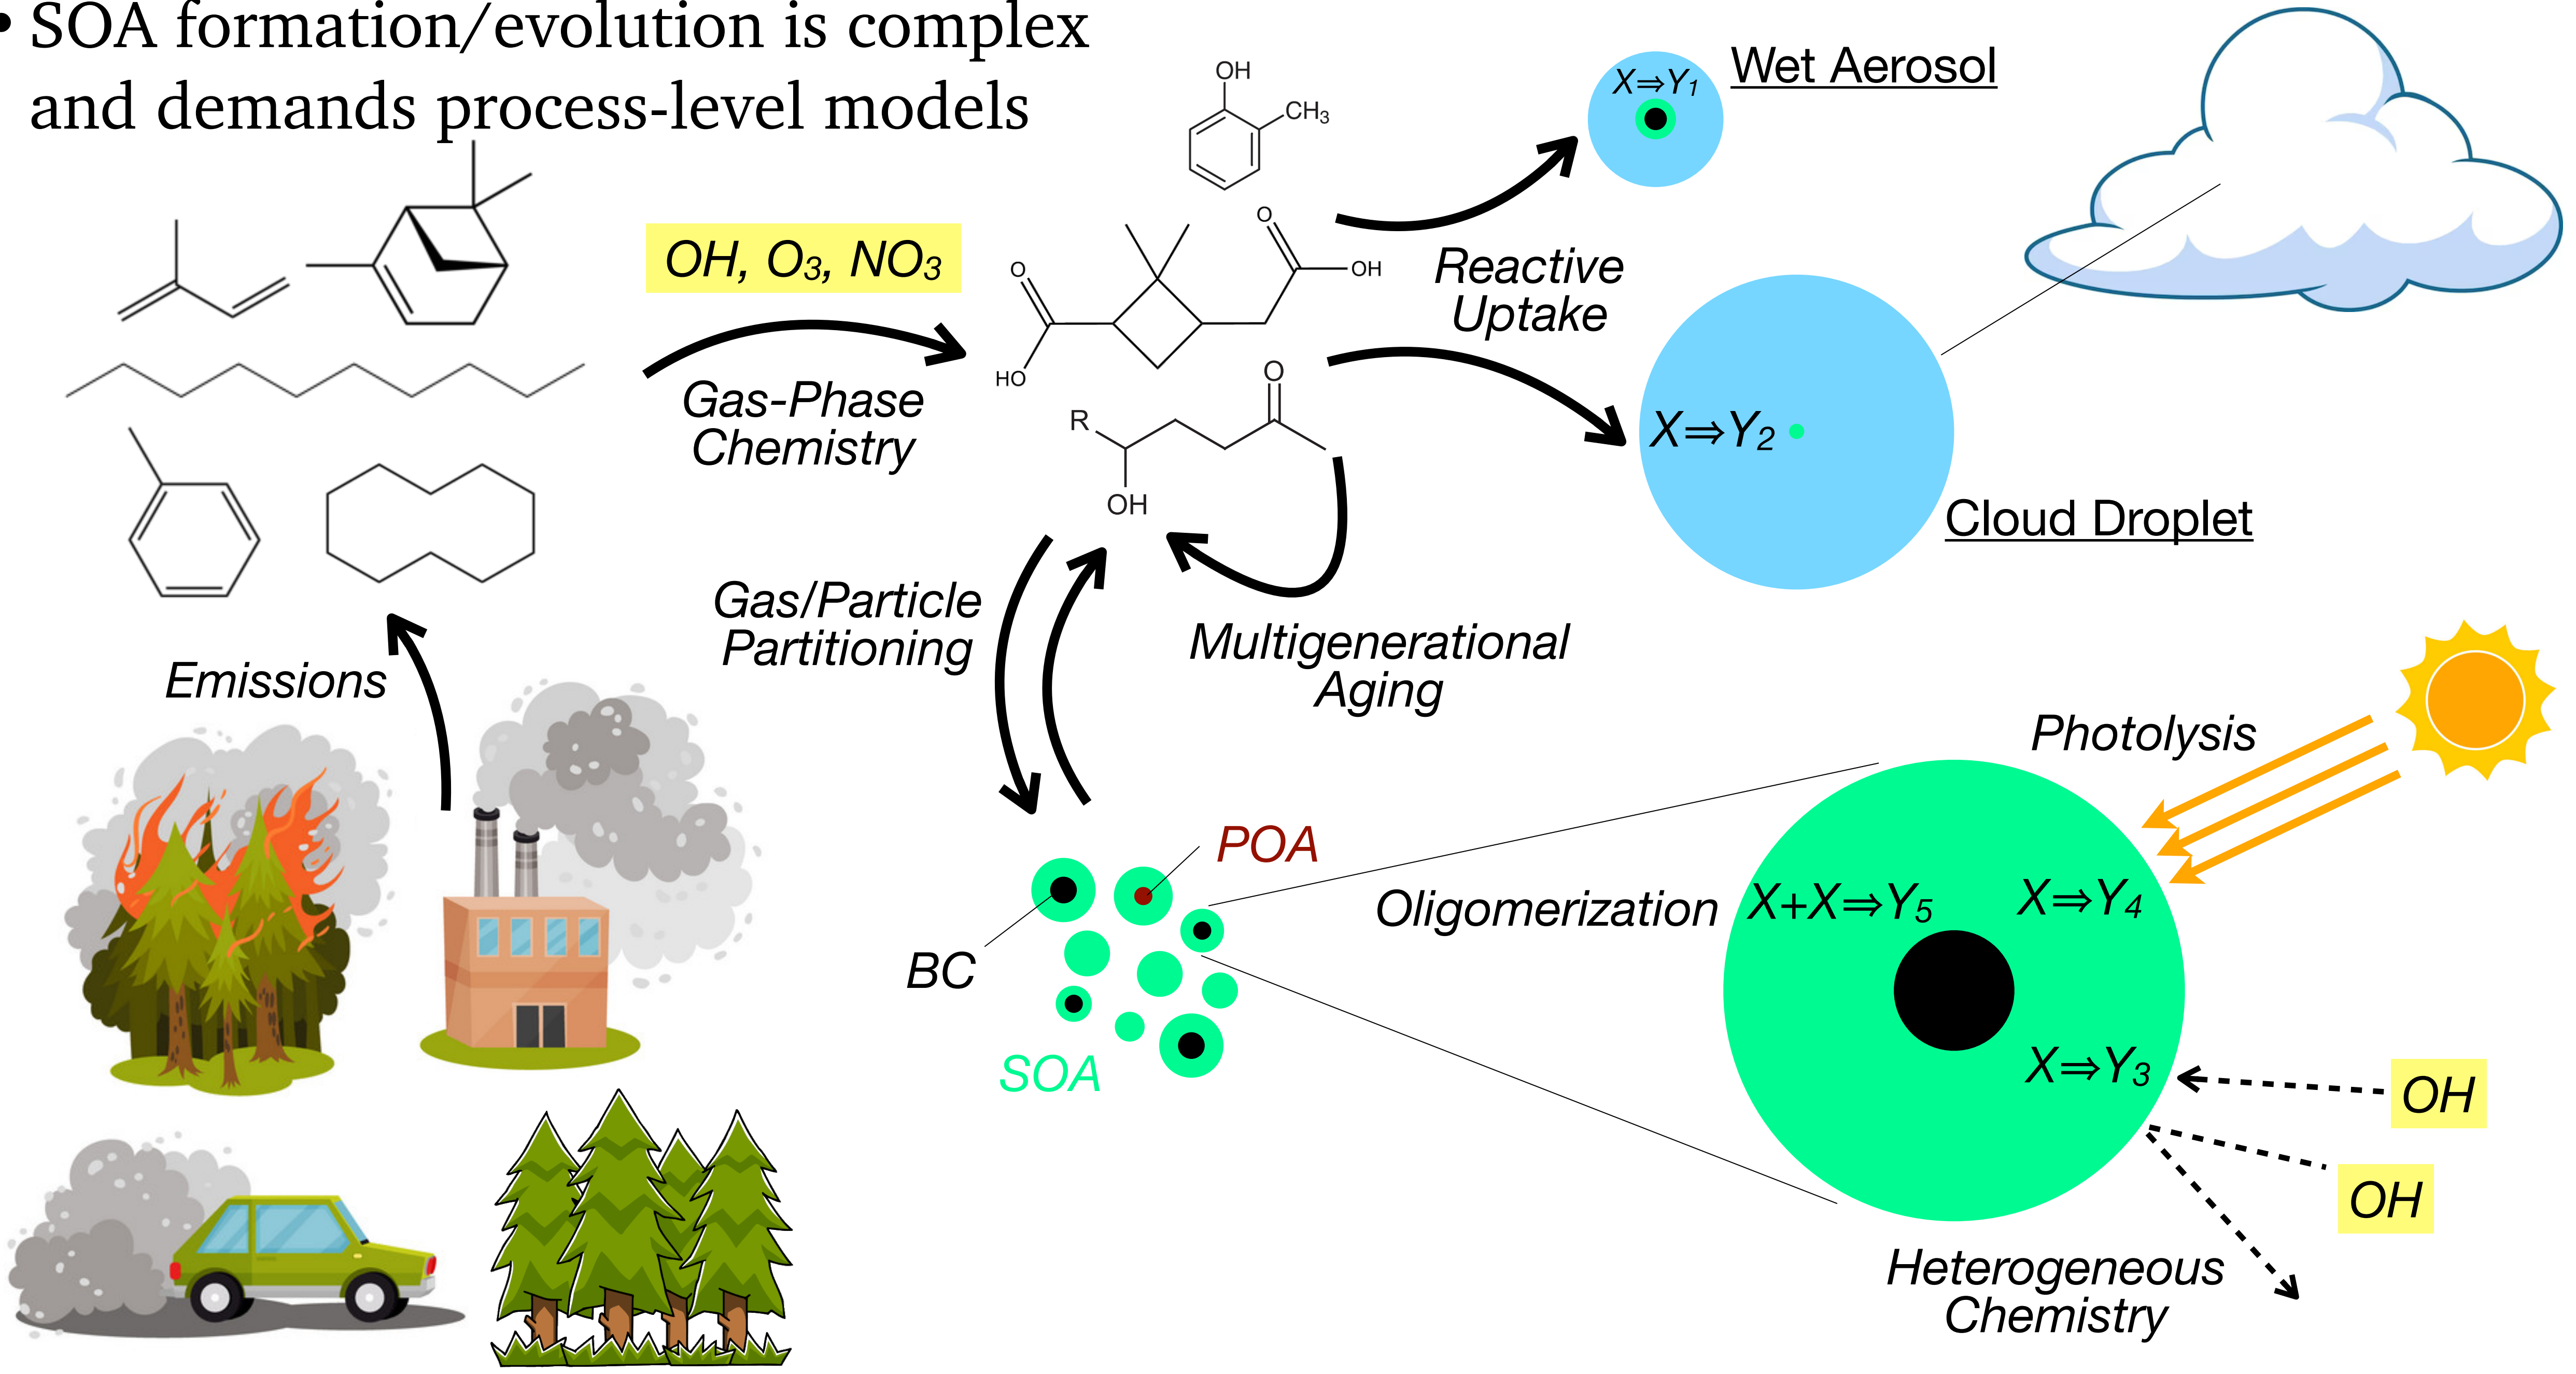 • SOA formation/evolution is complex
and demands process-level models
OH, O₃, NO₃
Gas-Phase
Chemistry
Emissions
OH
CH₃
O
OH
O
HO
O
R
OH
Reactive
Uptake
X⇒Y₁
Wet Aerosol
X⇒Y₂
Cloud Droplet
Gas/Particle
Partitioning
Multigenerational
Aging
POA
BC
SOA
Oligomerization
X+X⇒Y₅
X⇒Y₄
X⇒Y₃
Photolysis
OH
OH
Heterogeneous
Chemistry